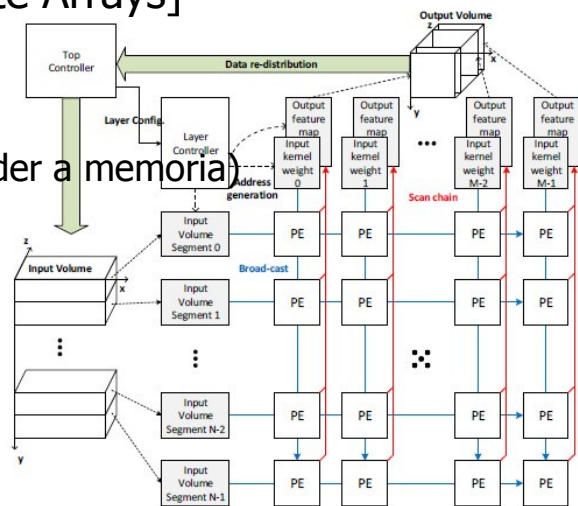 te Arrays]
Output Volume
z
x
y
Top
Controller
Data re-distribution
Layer Config.
Layer
Controller
der a memoria)
Address
generation
Output
feature
map
Input
kernel
weight
0
Output
feature
map
Input
kernel
weight
1
...
Output
feature
map
Input
kernel
weight
M-2
Output
feature
map
Input
kernel
weight
M-1
Scan chain
Broad-cast
z
Input Volume
x
y
Input
Volume
Segment 0
PE PE PE PE
Input
Volume
Segment 1
PE PE PE PE
Input
Volume
Segment N-2
PE PE PE PE
Input
Volume
Segment N-1
PE PE PE PE